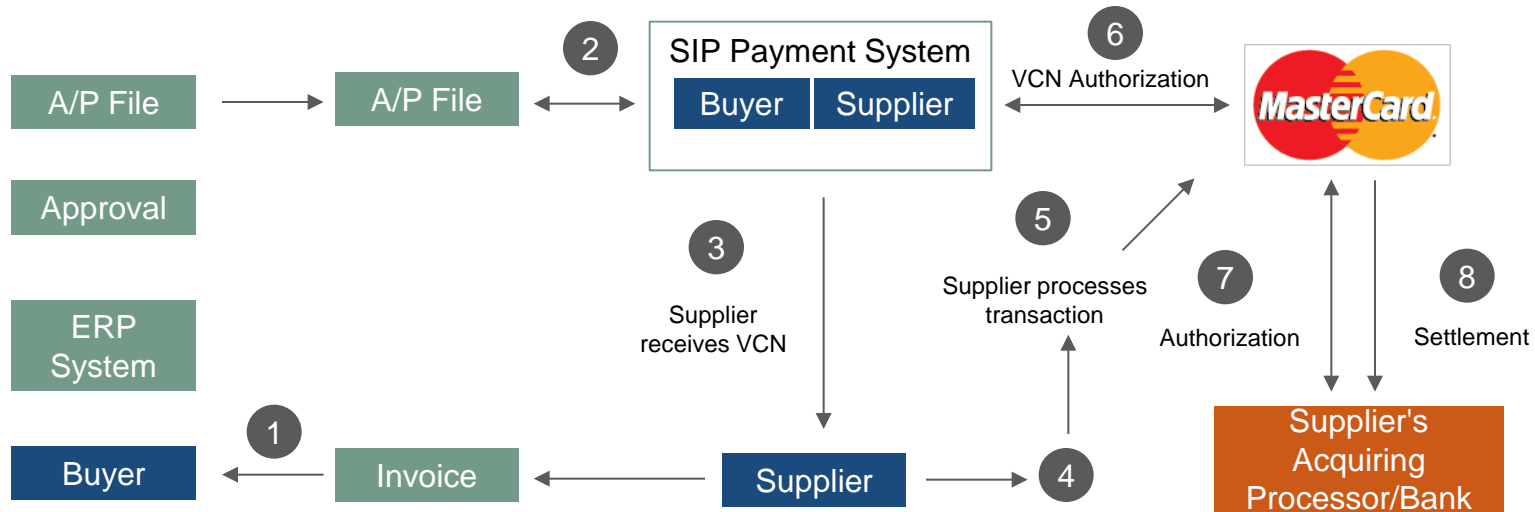 2
SIP Payment System
6
A/P File
A/P File
Buyer
Supplier
VCN Authorization
MasterCard
Approval
3
5
7
8
Supplier
receives VCN
Supplier processes
transaction
Authorization
Settlement
ERP
System
1
Buyer
Invoice
Supplier
4
Supplier's
Acquiring
Processor/Bank